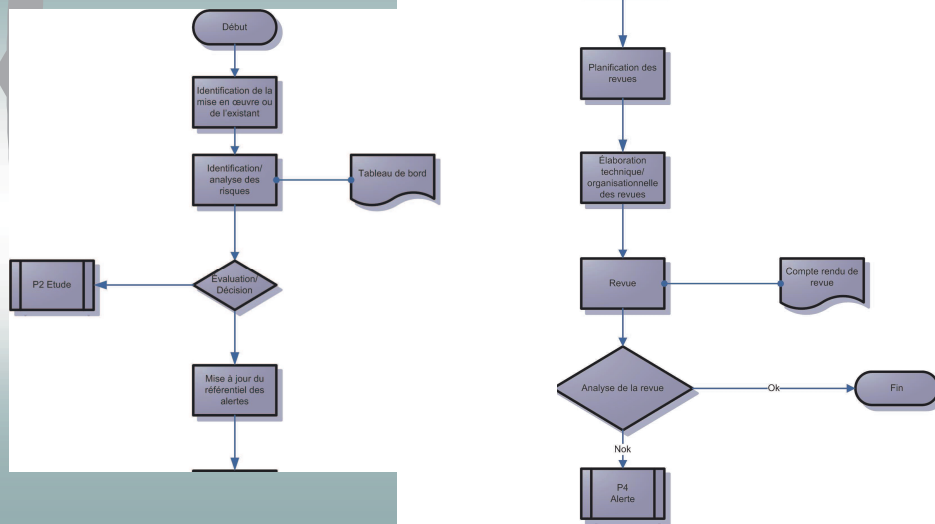 Début
Identification de la
mise en œuvre ou
de l'existant
Identification/
analyse des
risques
Tableau de bord
P2 Etude
Évaluation/
Décision
Mise à jour du
référentiel des
alertes
Planification des
revues
Élaboration
technique/
organisationnelle
des revues
Revue
Compte rendu de
revue
Analyse de la revue
Ok
Fin
Nok
P4
Alerte